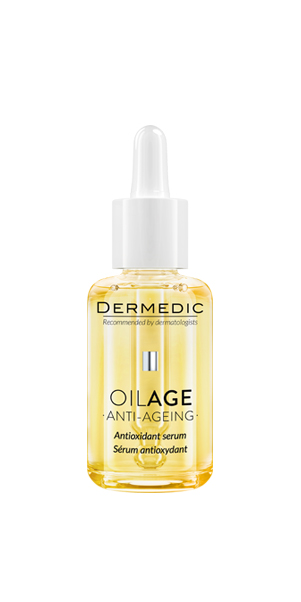 DERMEDIC
Recommended by dermatologists
OILAGE
·ANTI-AGEING·
Antioxidant serum
Sérum antioxydant